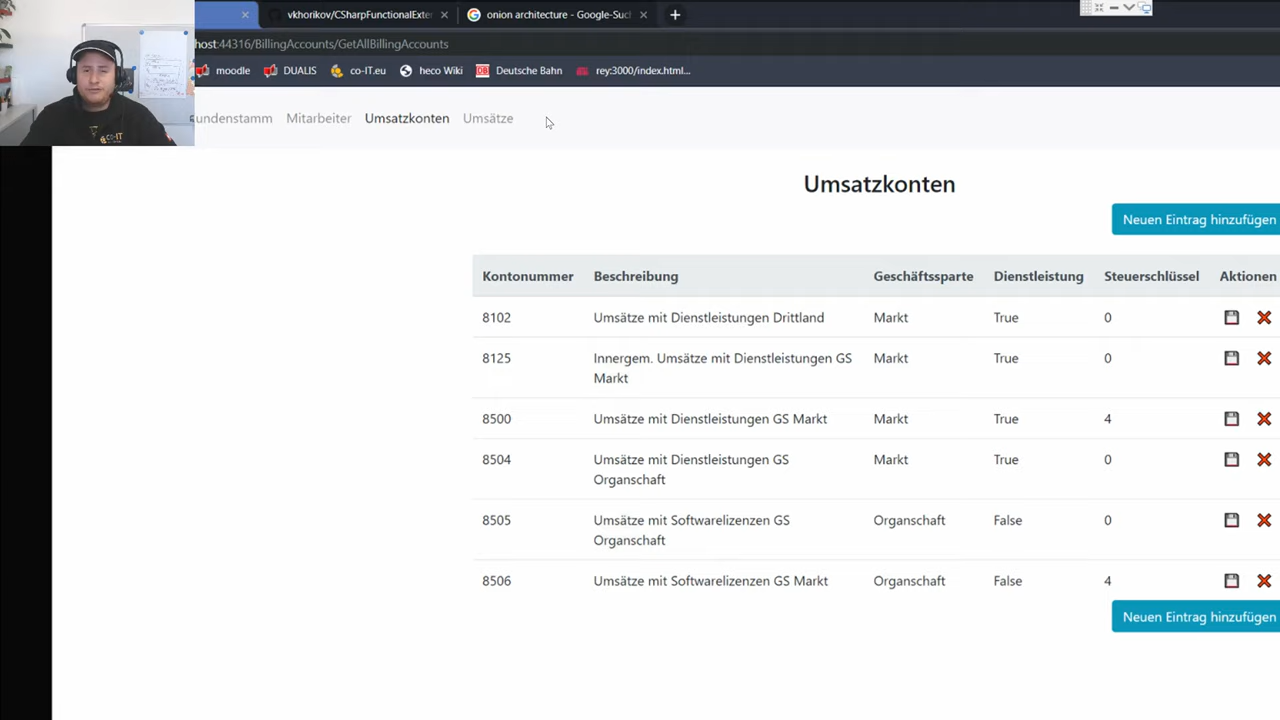 vkhorikov/CSharpFunctionalExter
onion architecture - Google-Such
host:44316/BillingAccounts/GetAllBillingAccounts
moodle DUALIS co-IT.eu heco Wiki DB Deutsche Bahn rey:3000/index.html...
undenstamm Mitarbeiter Umsatzkonten Umsätze
Umsatzkonten
Neuen Eintrag hinzufügen
Kontonummer Beschreibung Geschäftssparte Dienstleistung Steuerschlüssel Aktionen
8102 Umsätze mit Dienstleistungen Drittland Markt True 0
8125 Innergem. Umsätze mit Dienstleistungen GS Markt True 0
Markt
8500 Umsätze mit Dienstleistungen GS Markt Markt True 4
8504 Umsätze mit Dienstleistungen GS Markt True 0
Organschaft
8505 Umsätze mit Softwarelizenzen GS Organschaft False 0
Organschaft
8506 Umsätze mit Softwarelizenzen GS Markt Organschaft False 4
Neuen Eintrag hinzufügen